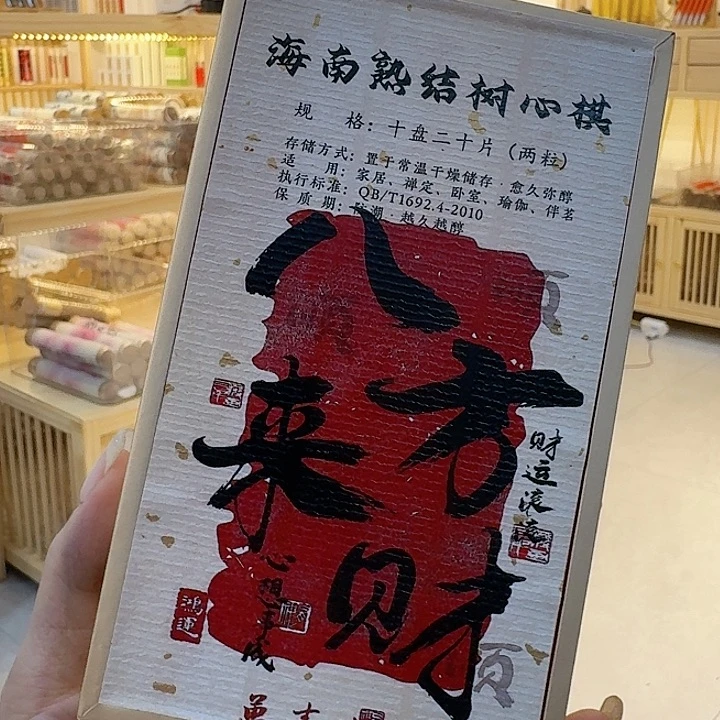 海南熟结树心棋
规 格：十盘二十片（两粒）
存储方式：置于常温干燥储存·愈久弥醇
适 用：家居、禅定、卧室、瑜伽、伴茗
执行标准：QB/T1692.4-2010
保 质 期：防潮·越久越醇
八方来财
财运滚滚
心想事成
鸿運